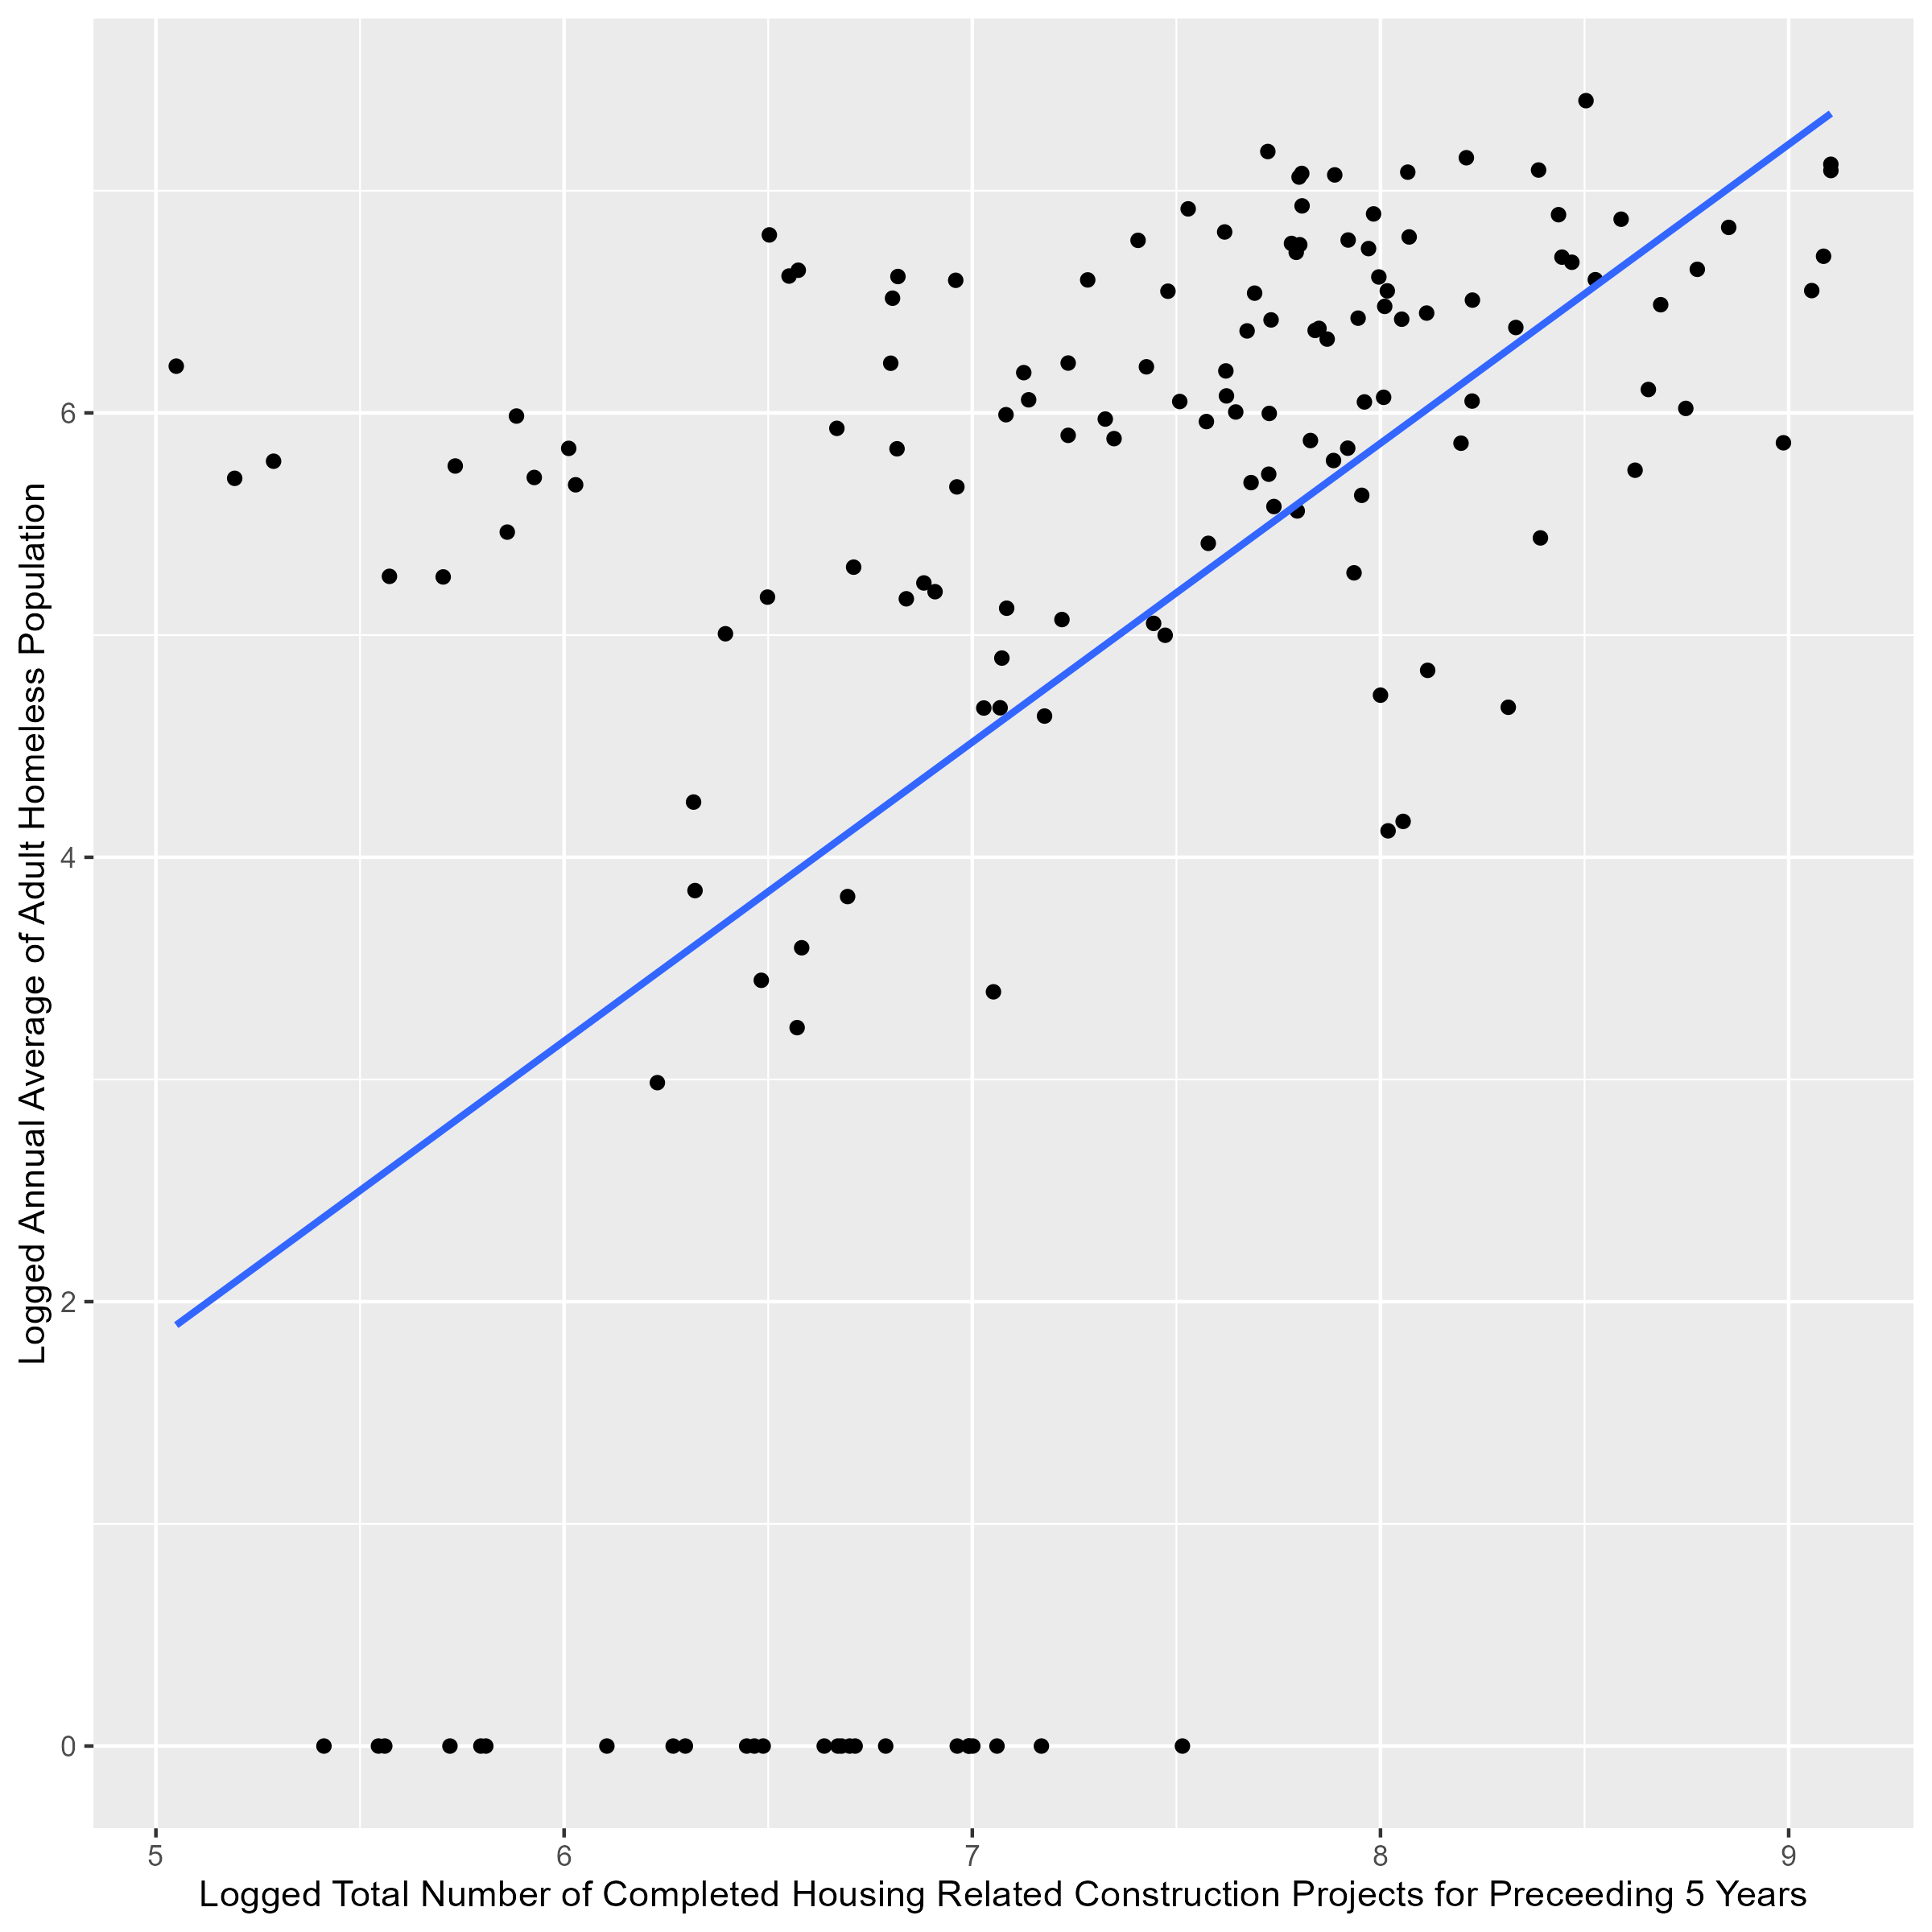 Logged Annual Average of Adult Homeless Population
6
4
2
0
5 6 7 8 9
Logged Total Number of Completed Housing Related Construction Projects for Preceeding 5 Years